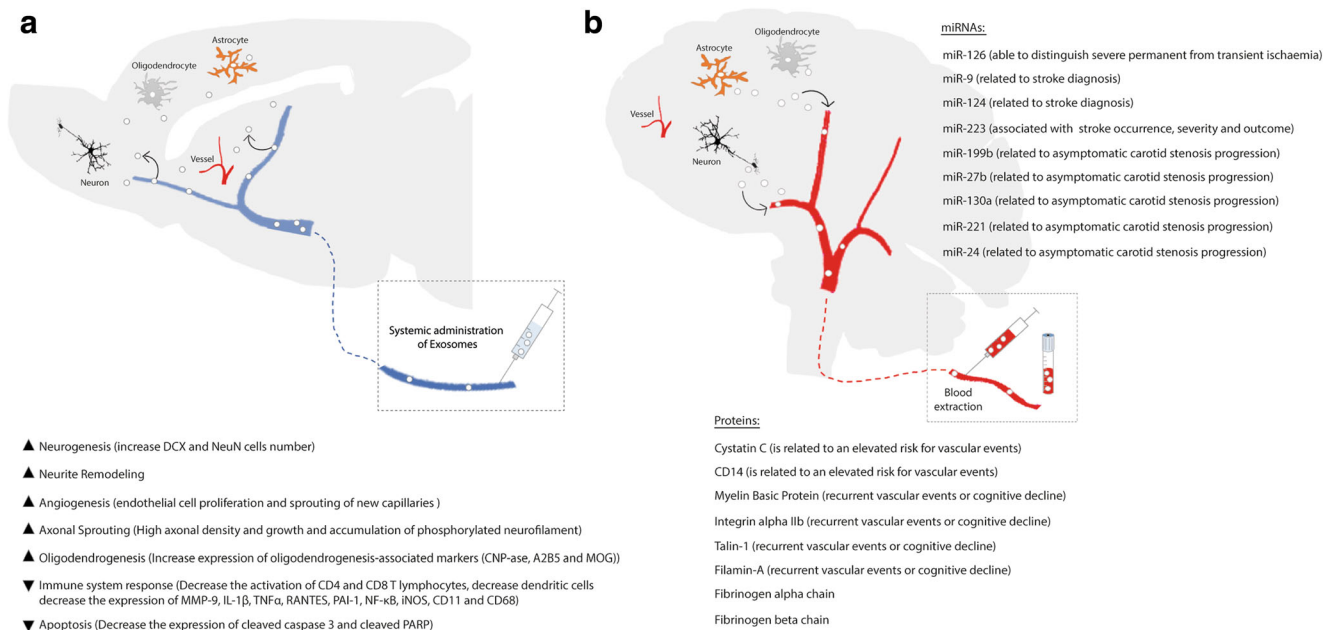 a
Astrocyte
Oligodendrocyte
Vessel
Neuron
Systemic administration
of Exosomes
▲ Neurogenesis (increase DCX and NeuN cells number)
▲ Neurite Remodeling
▲ Angiogenesis (endothelial cell proliferation and sprouting of new capillaries )
▲ Axonal Sprouting (High axonal density and growth and accumulation of phosphorylated neurofilament)
▲ Oligodendrogenesis (Increase expression of oligodendrogenesis-associated markers (CNP-ase, A2B5 and MOG))
▼ Immune system response (Decrease the activation of CD4 and CD8 T lymphocytes, decrease dendritic cells
decrease the expression of MMP-9, IL-1β, TNFα, RANTES, PAI-1, NF-κB, iNOS, CD11 and CD68)
▼ Apoptosis (Decrease the expression of cleaved caspase 3 and cleaved PARP)
b
Oligodendrocyte
Astrocyte
Vessel
Neuron
Blood
extraction
miRNAs:
miR-126 (able to distinguish severe permanent from transient ischaemia)
miR-9 (related to stroke diagnosis)
miR-124 (related to stroke diagnosis)
miR-223 (associated with stroke occurrence, severity and outcome)
miR-199b (related to asymptomatic carotid stenosis progression)
miR-27b (related to asymptomatic carotid stenosis progression)
miR-130a (related to asymptomatic carotid stenosis progression)
miR-221 (related to asymptomatic carotid stenosis progression)
miR-24 (related to asymptomatic carotid stenosis progression)
Proteins:
Cystatin C (is related to an elevated risk for vascular events)
CD14 (is related to an elevated risk for vascular events)
Myelin Basic Protein (recurrent vascular events or cognitive decline)
Integrin alpha IIb (recurrent vascular events or cognitive decline)
Talin-1 (recurrent vascular events or cognitive decline)
Filamin-A (recurrent vascular events or cognitive decline)
Fibrinogen alpha chain
Fibrinogen beta chain